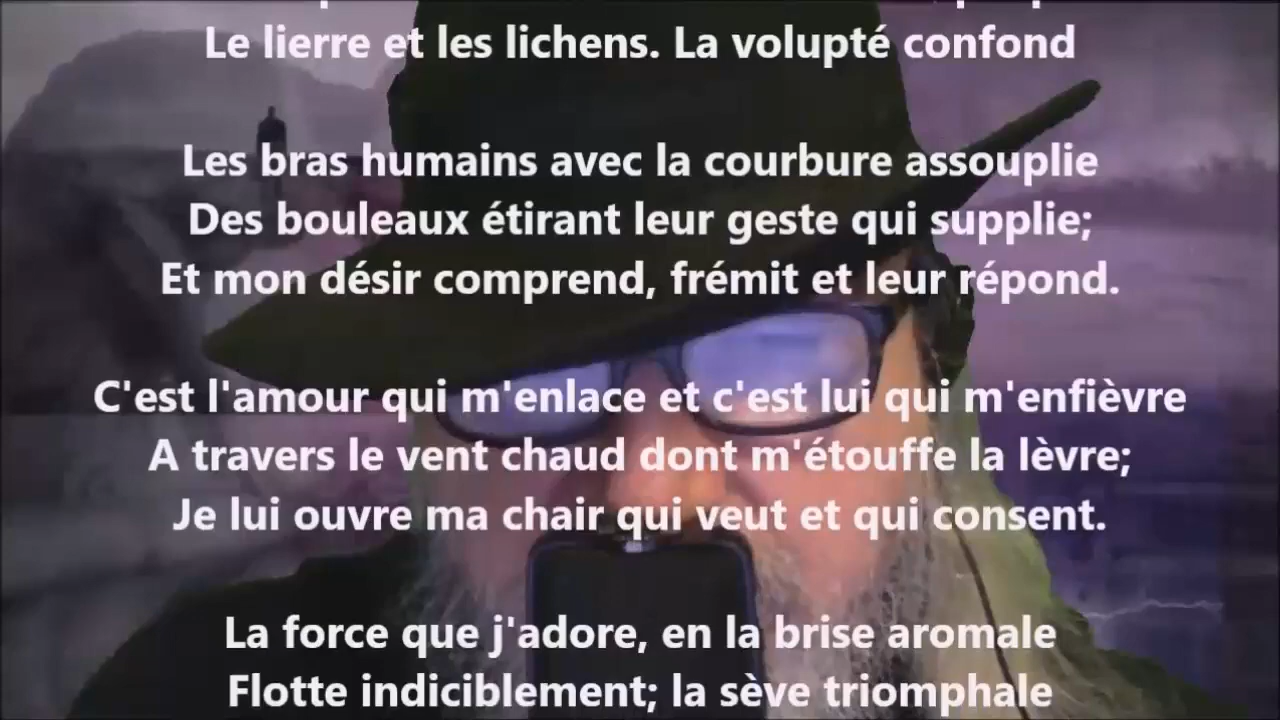 Le lierre et les lichens. La volupté confond
Les bras humains avec la courbure assouplie
Des bouleaux étirant leur geste qui supplie;
Et mon désir comprend, frémit et leur répond.
C'est l'amour qui m'enlace et c'est lui qui m'enfièvre
A travers le vent chaud dont m'étouffe la lèvre;
Je lui ouvre ma chair qui veut et qui consent.
La force que j'adore, en la brise aromale
Flotte indiciblement; la sève triomphale